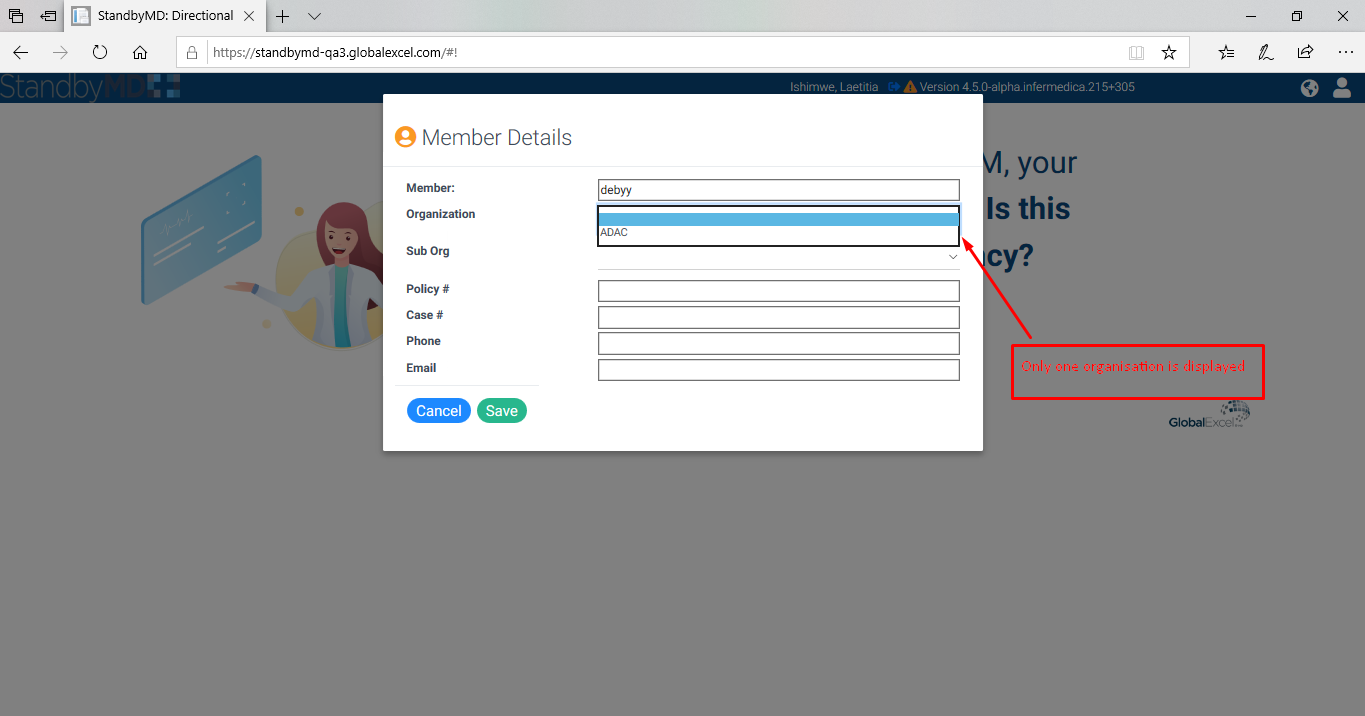 StandbyMD: Directional
https://standbymd-qa3.globalexcel.com/#!
StandbyMD
Ishimwe, Laetitia
Version 4.5.0-alpha.infermedica.215+305
Member Details
M, your
Is this
cy?
Member:
debyy
Organization
ADAC
Sub Org
Policy #
Case #
Phone
Email
Cancel
Save
Only one organisation is displayed
GlobalExcel